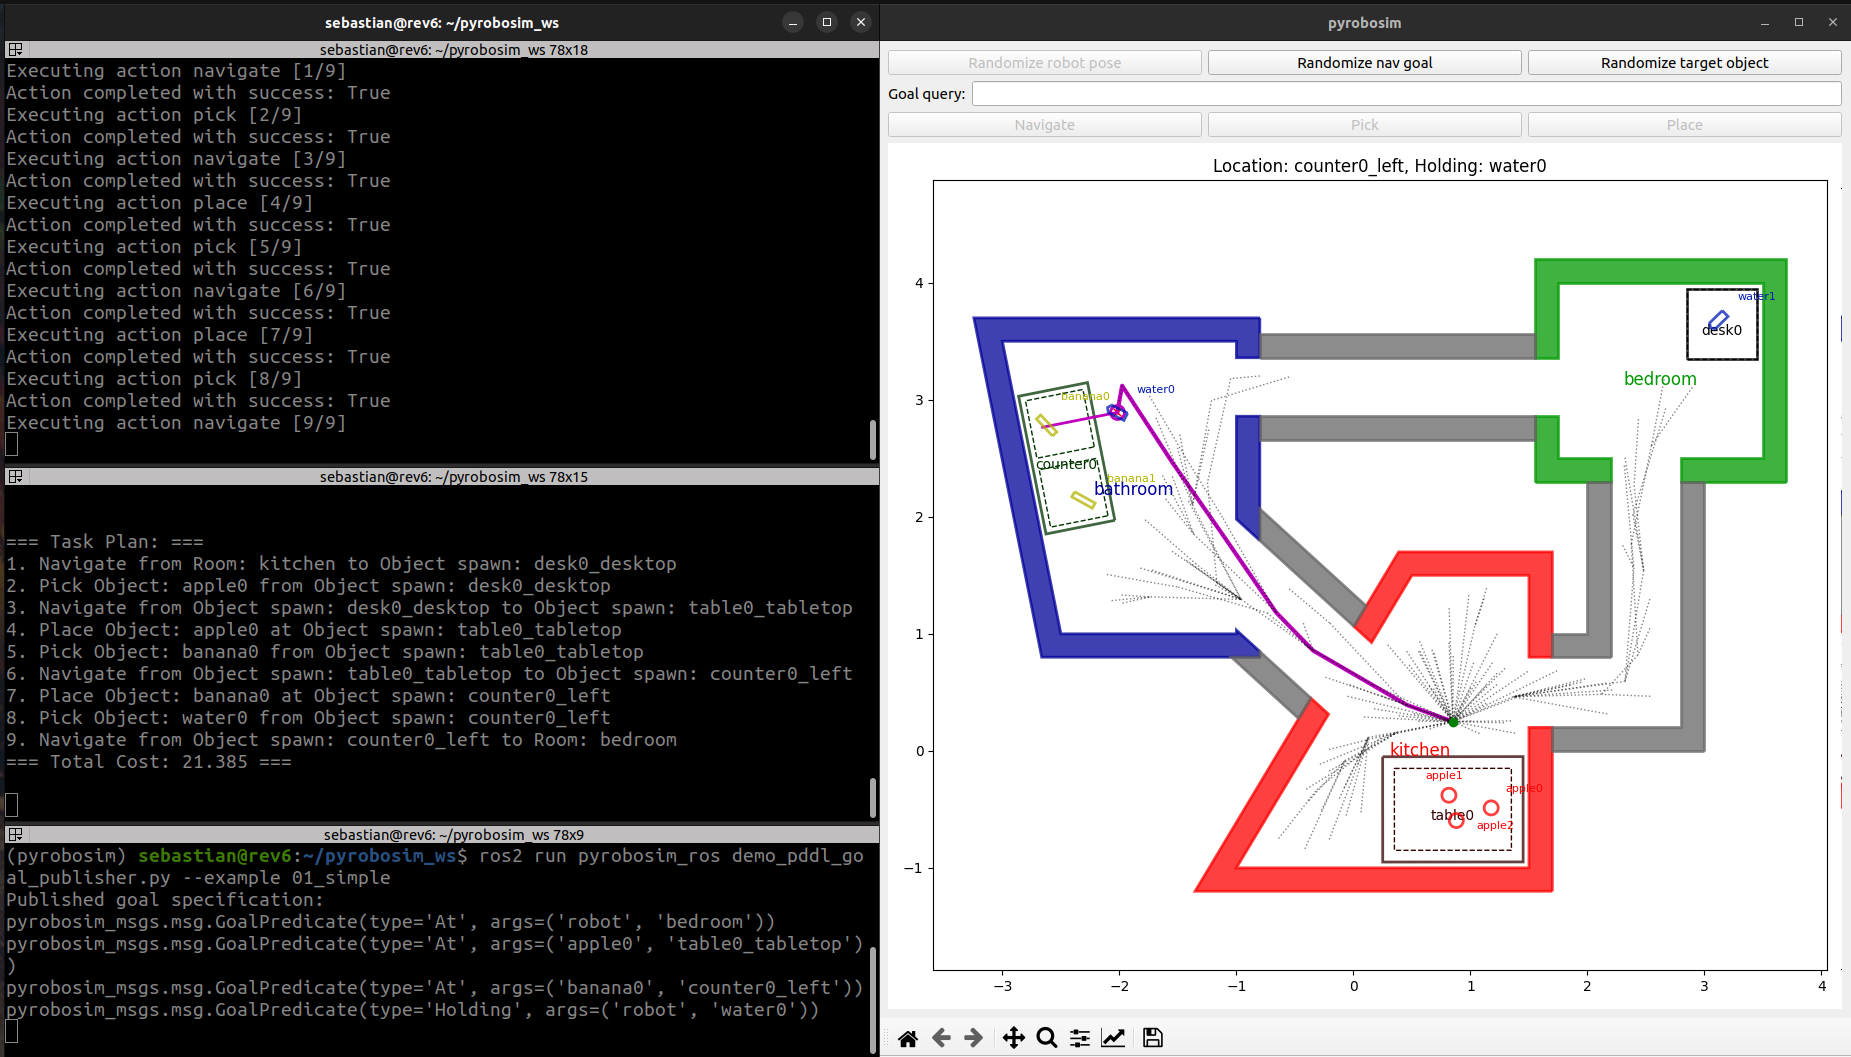 sebastian@rev6: ~/pyrobosim_ws
sebastian@rev6: ~/pyrobosim_ws 78x18
Executing action navigate [1/9]
Action completed with success: True
Executing action pick [2/9]
Action completed with success: True
Executing action navigate [3/9]
Action completed with success: True
Executing action place [4/9]
Action completed with success: True
Executing action pick [5/9]
Action completed with success: True
Executing action navigate [6/9]
Action completed with success: True
Executing action place [7/9]
Action completed with success: True
Executing action pick [8/9]
Action completed with success: True
Executing action navigate [9/9]
sebastian@rev6: ~/pyrobosim_ws 78x15
=== Task Plan: ===
1. Navigate from Room: kitchen to Object spawn: desk0_desktop
2. Pick Object: apple0 from Object spawn: desk0_desktop
3. Navigate from Object spawn: desk0_desktop to Object spawn: table0_tabletop
4. Place Object: apple0 at Object spawn: table0_tabletop
5. Pick Object: banana0 from Object spawn: table0_tabletop
6. Navigate from Object spawn: table0_tabletop to Object spawn: counter0_left
7. Place Object: banana0 at Object spawn: counter0_left
8. Pick Object: water0 from Object spawn: counter0_left
9. Navigate from Object spawn: counter0_left to Room: bedroom
=== Total Cost: 21.385 ===
sebastian@rev6: ~/pyrobosim_ws 78x9
(pyrobosim) sebastian@rev6:~/pyrobosim_ws$ ros2 run pyrobosim_ros demo_pddl_go
al_publisher.py --example 01_simple
Published goal specification:
pyrobosim_msgs.msg.GoalPredicate(type='At', args=('robot', 'bedroom'))
pyrobosim_msgs.msg.GoalPredicate(type='At', args=('apple0', 'table0_tabletop')
)
pyrobosim_msgs.msg.GoalPredicate(type='At', args=('banana0', 'counter0_left'))
pyrobosim_msgs.msg.GoalPredicate(type='Holding', args=('robot', 'water0'))
pyrobosim
Randomize robot pose
Randomize nav goal
Randomize target object
Goal query:
Navigate
Pick
Place
Location: counter0_left, Holding: water0
4
3
2
1
0
−1
−3
−2
−1
0
1
2
3
4
water1
desk0
bedroom
water0
banana0
counter0
banana1
bathroom
kitchen
apple1
apple0
table0
apple2